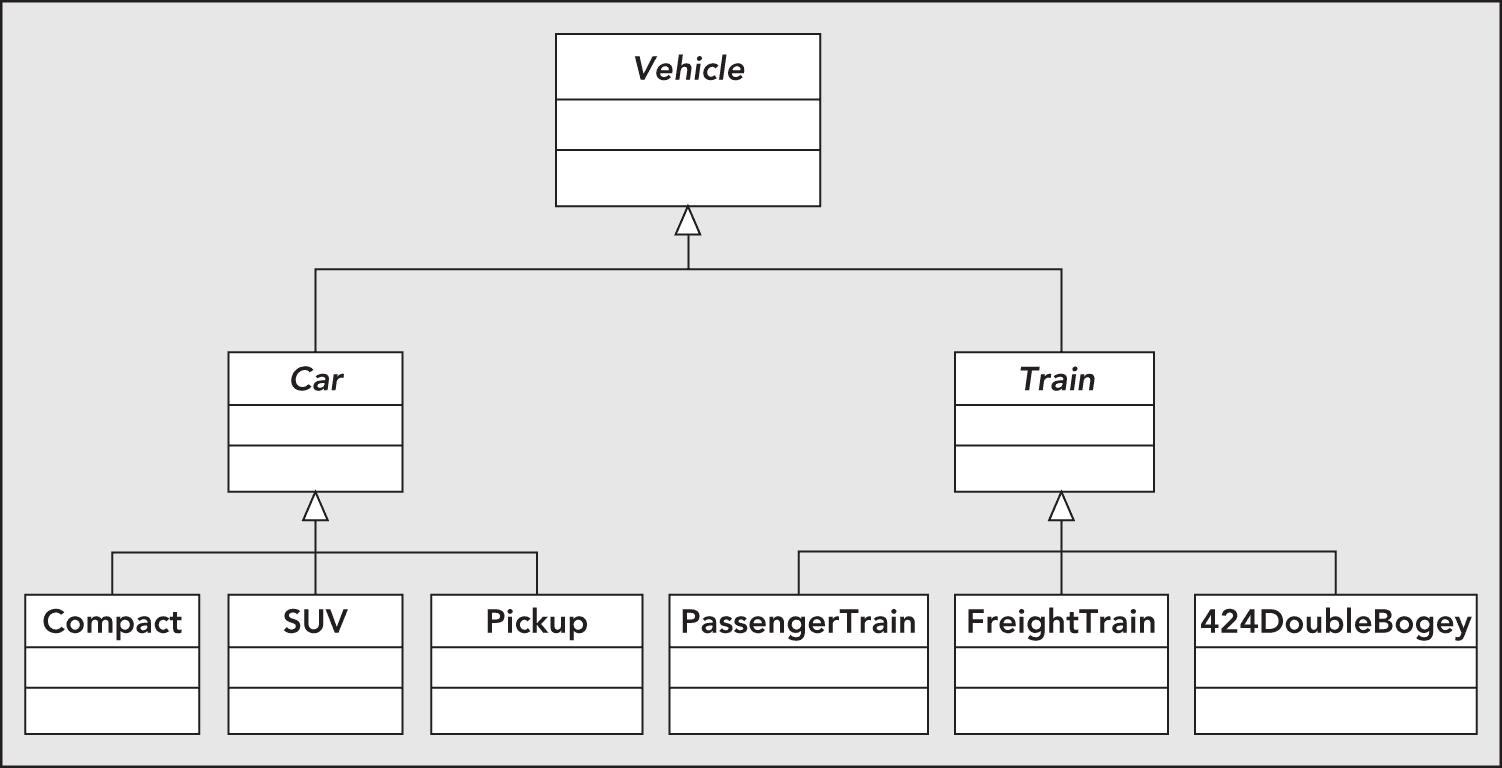 Vehicle
Car
Train
Compact
SUV
Pickup
PassengerTrain
FreightTrain
424DoubleBogey